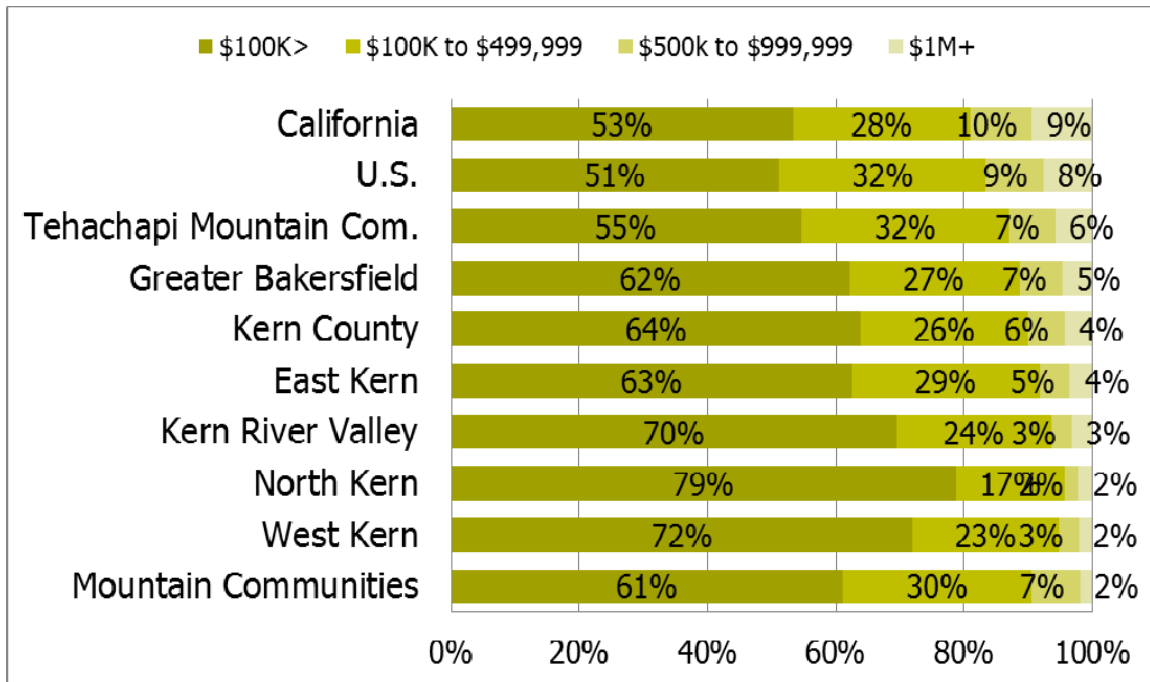 $100K> $100K to $499,999 $500k to $999,999 $1M+
California 53% 28% 10% 9%
U.S. 51% 32% 9% 8%
Tehachapi Mountain Com. 55% 32% 7% 6%
Greater Bakersfield 62% 27% 7% 5%
Kern County 64% 26% 6% 4%
East Kern 63% 29% 5% 4%
Kern River Valley 70% 24% 3% 3%
North Kern 79% 17% 2%
West Kern 72% 23% 3% 2%
Mountain Communities 61% 30% 7% 2%
0% 20% 40% 60% 80% 100%